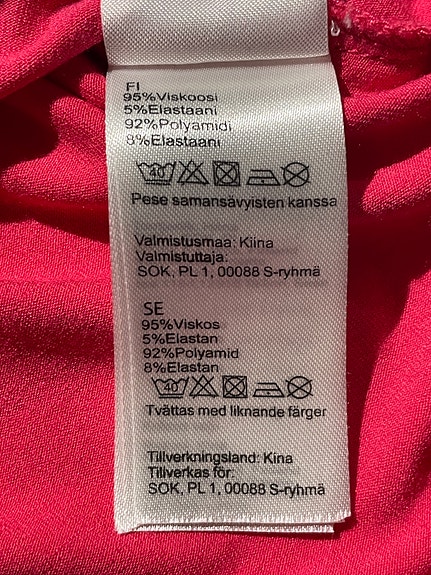 FI
95%Viskoosi
5%Elastaani
92%Polyamidi
8%Elastaani
40
Pese samansävyisten kanssa
Valmistusmaa: Kiina
Valmistuttaja:
SOK, PL 1, 00088 S-ryhmä
SE
95%Viskos
5%Elastan
92%Polyamid
8%Elastan
40
Tvättas med liknande färger
Tillverkningsland: Kina
Tillverkas för:
SOK, PL 1, 00088 S-ryhmä